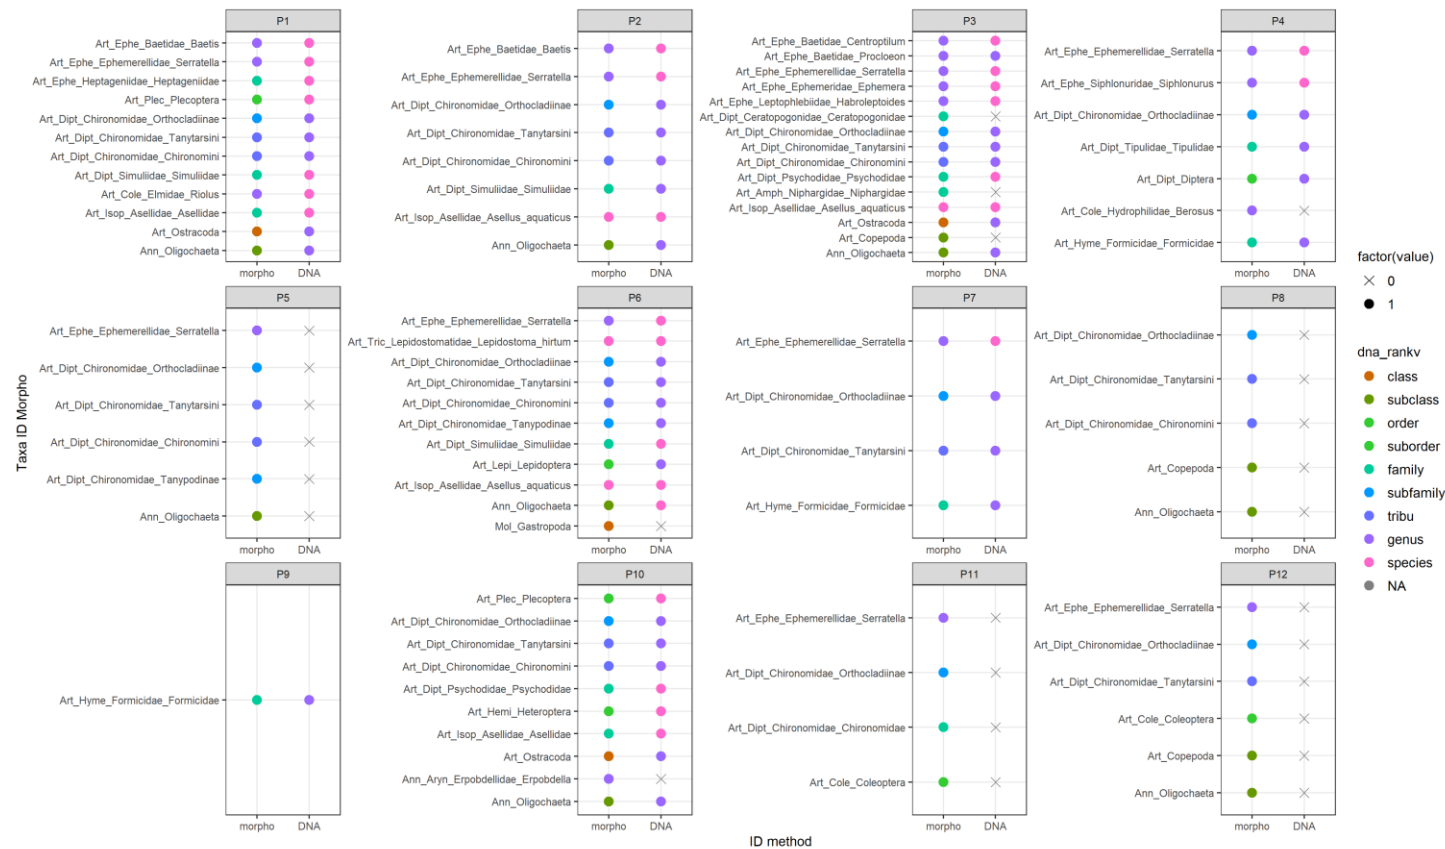 P1
Art_Ephe_Baetidae_Baetis
Art_Ephe_Ephemerellidae_Serratella
Art_Ephe_Heptageniidae_Heptageniidae
Art_Plec_Plecoptera
Art_Dipt_Chironomidae_Orthocladiinae
Art_Dipt_Chironomidae_Tanytarsini
Art_Dipt_Chironomidae_Chironomini
Art_Dipt_Simuliidae_Simuliidae
Art_Cole_Elmidae_Riolus
Art_Isop_Asellidae_Asellidae
Art_Ostracoda
Ann_Oligochaeta
morpho DNA
P2
Art_Ephe_Baetidae_Baetis
Art_Ephe_Ephemerellidae_Serratella
Art_Dipt_Chironomidae_Orthocladiinae
Art_Dipt_Chironomidae_Tanytarsini
Art_Dipt_Chironomidae_Chironomini
Art_Dipt_Simuliidae_Simuliidae
Art_Isop_Asellidae_Asellus_aquaticus
Ann_Oligochaeta
morpho DNA
P3
Art_Ephe_Baetidae_Centroptilum
Art_Ephe_Baetidae_Procloeon
Art_Ephe_Ephemerellidae_Serratella
Art_Ephe_Ephemeridae_Ephemera
Art_Ephe_Leptophlebiidae_Habroleptoides
Art_Dipt_Ceratopogonidae_Ceratopogonidae
Art_Dipt_Chironomidae_Orthocladiinae
Art_Dipt_Chironomidae_Tanytarsini
Art_Dipt_Chironomidae_Chironomini
Art_Dipt_Psychodidae_Psychodidae
Art_Amph_Niphargidae_Niphargidae
Art_Isop_Asellidae_Asellus_aquaticus
Art_Ostracoda
Art_Copepoda
Ann_Oligochaeta
morpho DNA
P4
Art_Ephe_Ephemerellidae_Serratella
Art_Ephe_Siphlonuridae_Siphlonurus
Art_Dipt_Chironomidae_Orthocladiinae
Art_Dipt_Tipulidae_Tipulidae
Art_Dipt_Diptera
Art_Cole_Hydrophilidae_Berosus
Art_Hyme_Formicidae_Formicidae
morpho DNA
Taxa ID Morpho
P5
Art_Ephe_Ephemerellidae_Serratella
Art_Dipt_Chironomidae_Orthocladiinae
Art_Dipt_Chironomidae_Tanytarsini
Art_Dipt_Chironomidae_Chironomini
Art_Dipt_Chironomidae_Tanypodinae
Ann_Oligochaeta
morpho DNA
P6
Art_Ephe_Ephemerellidae_Serratella
Art_Tric_Lepidostomatidae_Lepidostoma_hirtum
Art_Dipt_Chironomidae_Orthocladiinae
Art_Dipt_Chironomidae_Tanytarsini
Art_Dipt_Chironomidae_Chironomini
Art_Dipt_Chironomidae_Tanypodinae
Art_Dipt_Simuliidae_Simuliidae
Art_Lepi_Lepidoptera
Art_Isop_Asellidae_Asellus_aquaticus
Ann_Oligochaeta
Mol_Gastropoda
morpho DNA
P7
Art_Ephe_Ephemerellidae_Serratella
Art_Dipt_Chironomidae_Orthocladiinae
Art_Dipt_Chironomidae_Tanytarsini
Art_Hyme_Formicidae_Formicidae
morpho DNA
P8
Art_Dipt_Chironomidae_Orthocladiinae
Art_Dipt_Chironomidae_Tanytarsini
Art_Dipt_Chironomidae_Chironomini
Art_Copepoda
Ann_Oligochaeta
morpho DNA
P9
Art_Hyme_Formicidae_Formicidae
morpho DNA
P10
Art_Plec_Plecoptera
Art_Dipt_Chironomidae_Orthocladiinae
Art_Dipt_Chironomidae_Tanytarsini
Art_Dipt_Chironomidae_Chironomini
Art_Dipt_Psychodidae_Psychodidae
Art_Hemi_Heteroptera
Art_Isop_Asellidae_Asellidae
Art_Ostracoda
Ann_Aryn_Erpobdellidae_Erpobdella
Ann_Oligochaeta
morpho DNA
P11
Art_Ephe_Ephemerellidae_Serratella
Art_Dipt_Chironomidae_Orthocladiinae
Art_Dipt_Chironomidae_Chironomidae
Art_Cole_Coleoptera
morpho DNA
P12
Art_Ephe_Ephemerellidae_Serratella
Art_Dipt_Chironomidae_Orthocladiinae
Art_Dipt_Chironomidae_Tanytarsini
Art_Cole_Coleoptera
Art_Copepoda
Ann_Oligochaeta
morpho DNA
ID method
factor(value)
0
1
dna_rankv
class
subclass
order
suborder
family
subfamily
tribu
genus
species
NA